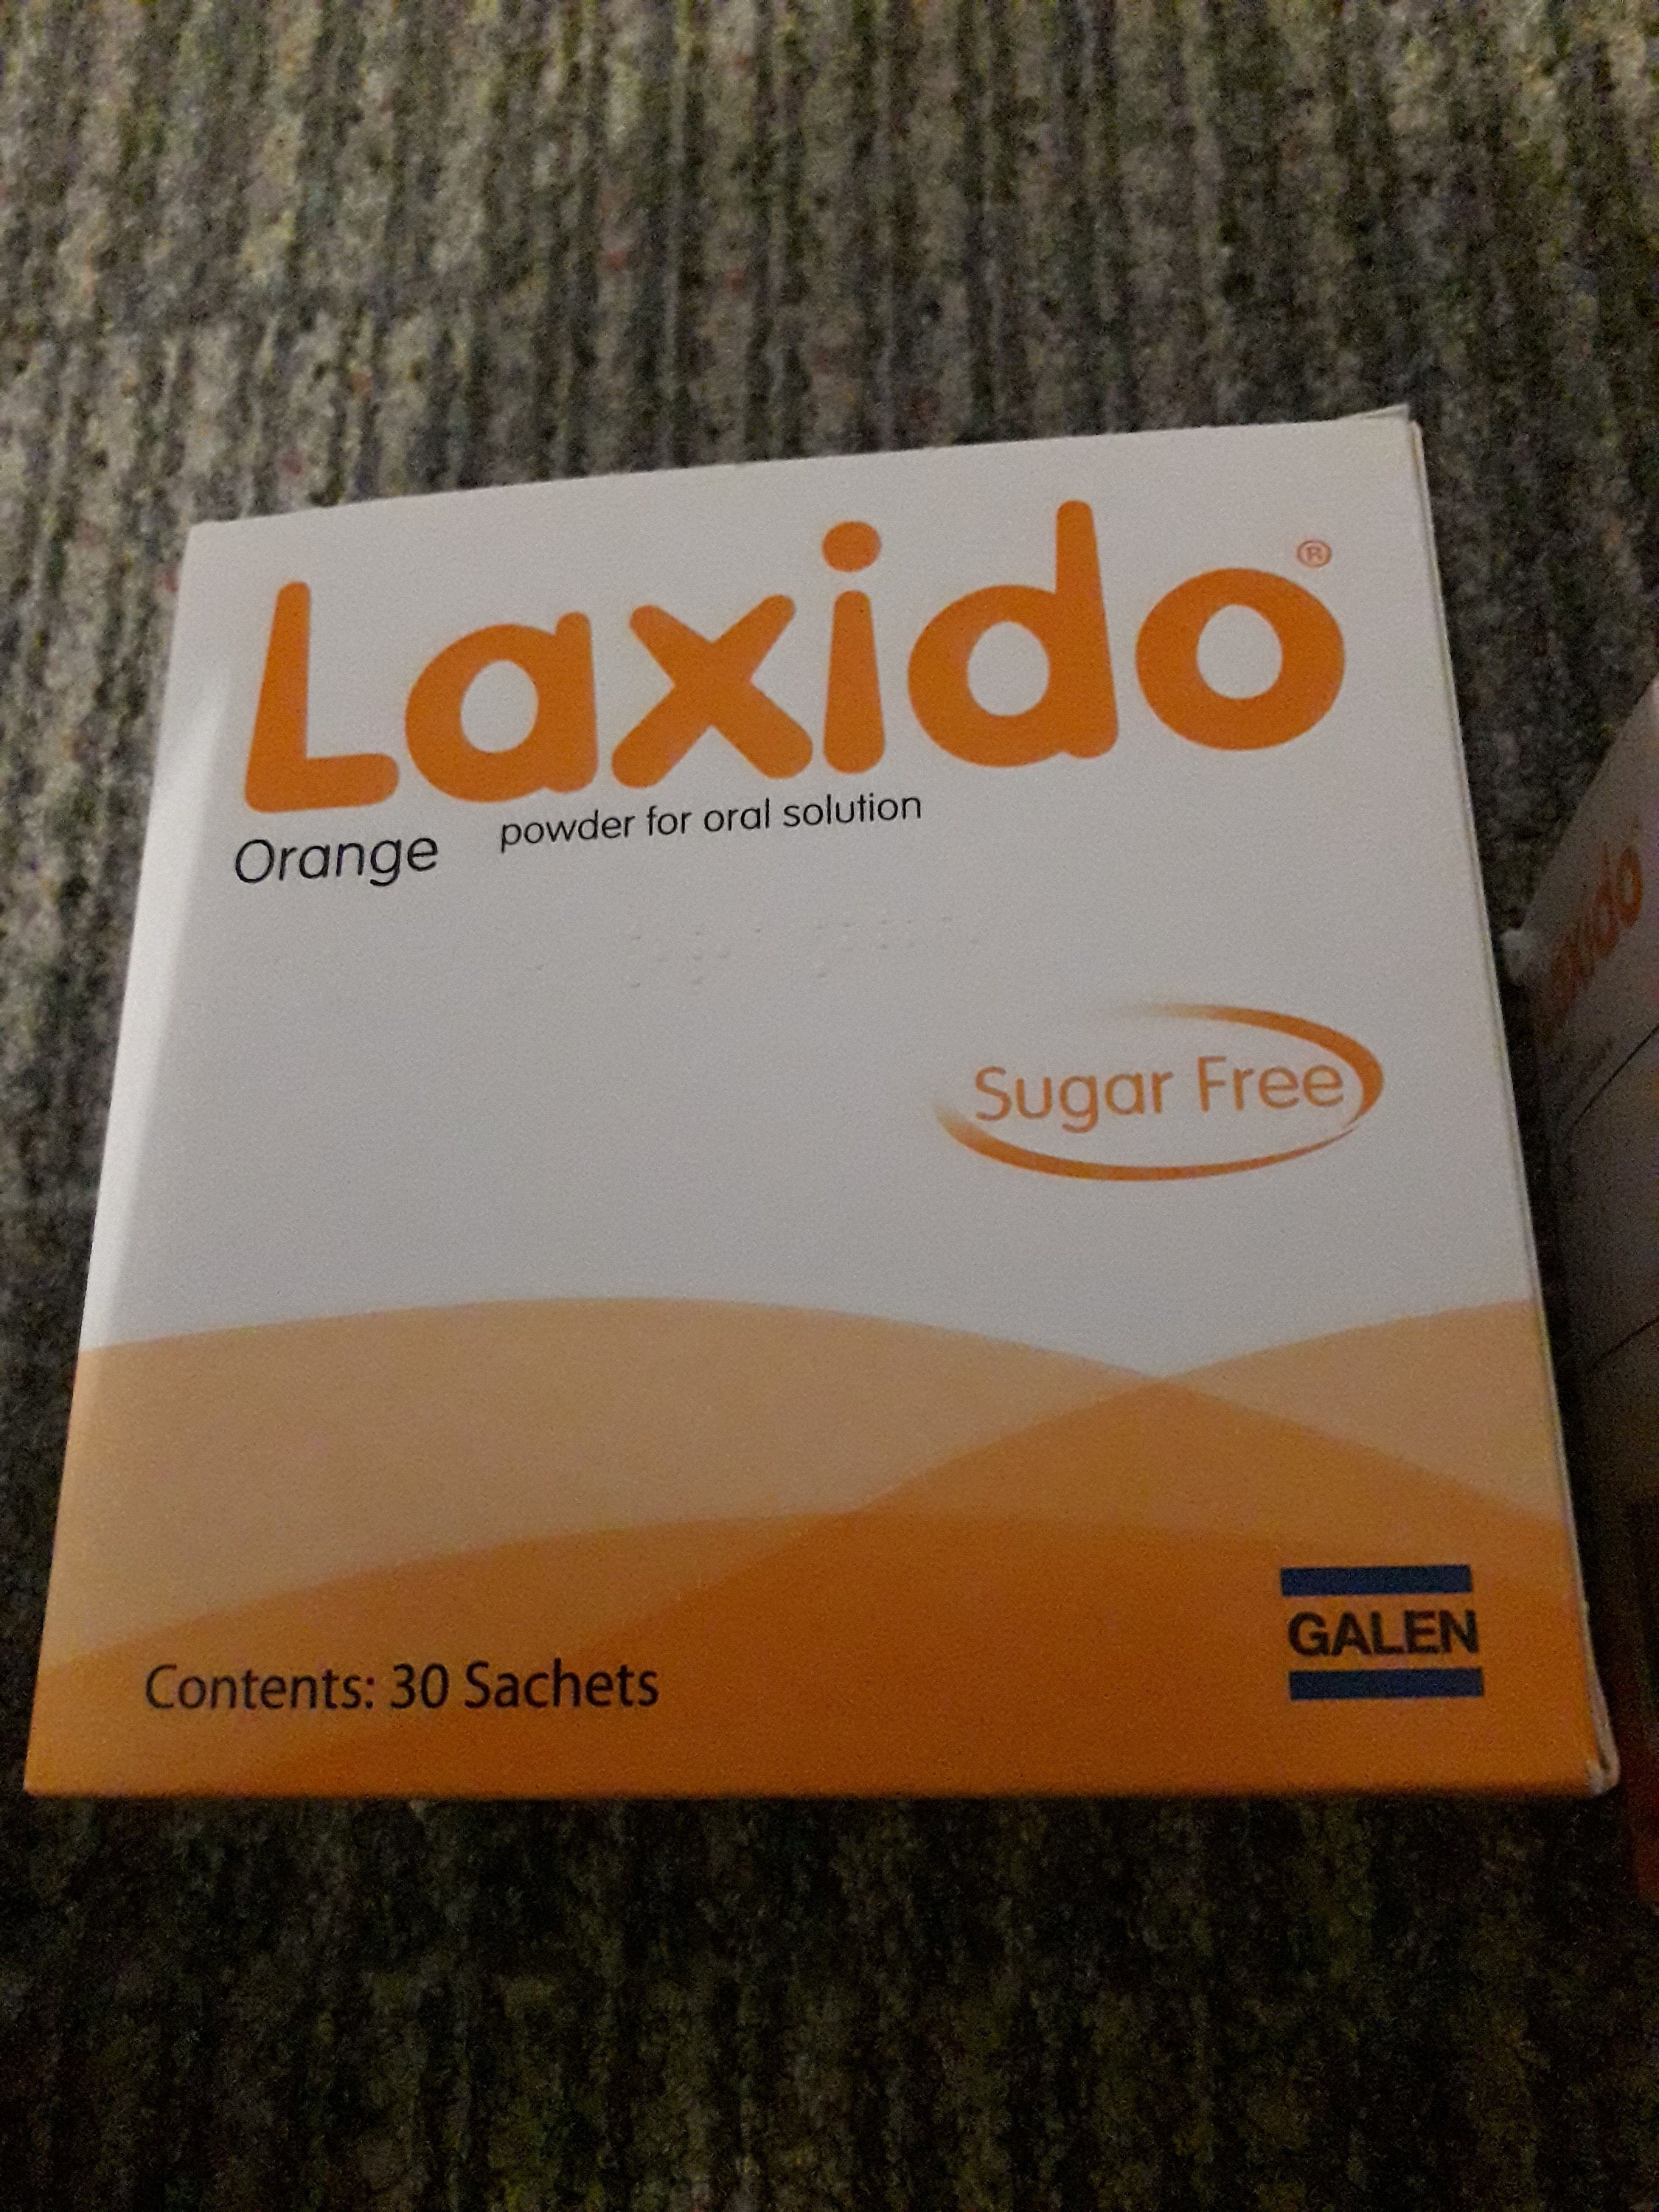 Laxido®
Orange powder for oral solution
Sugar Free
GALEN
Contents: 30 Sachets